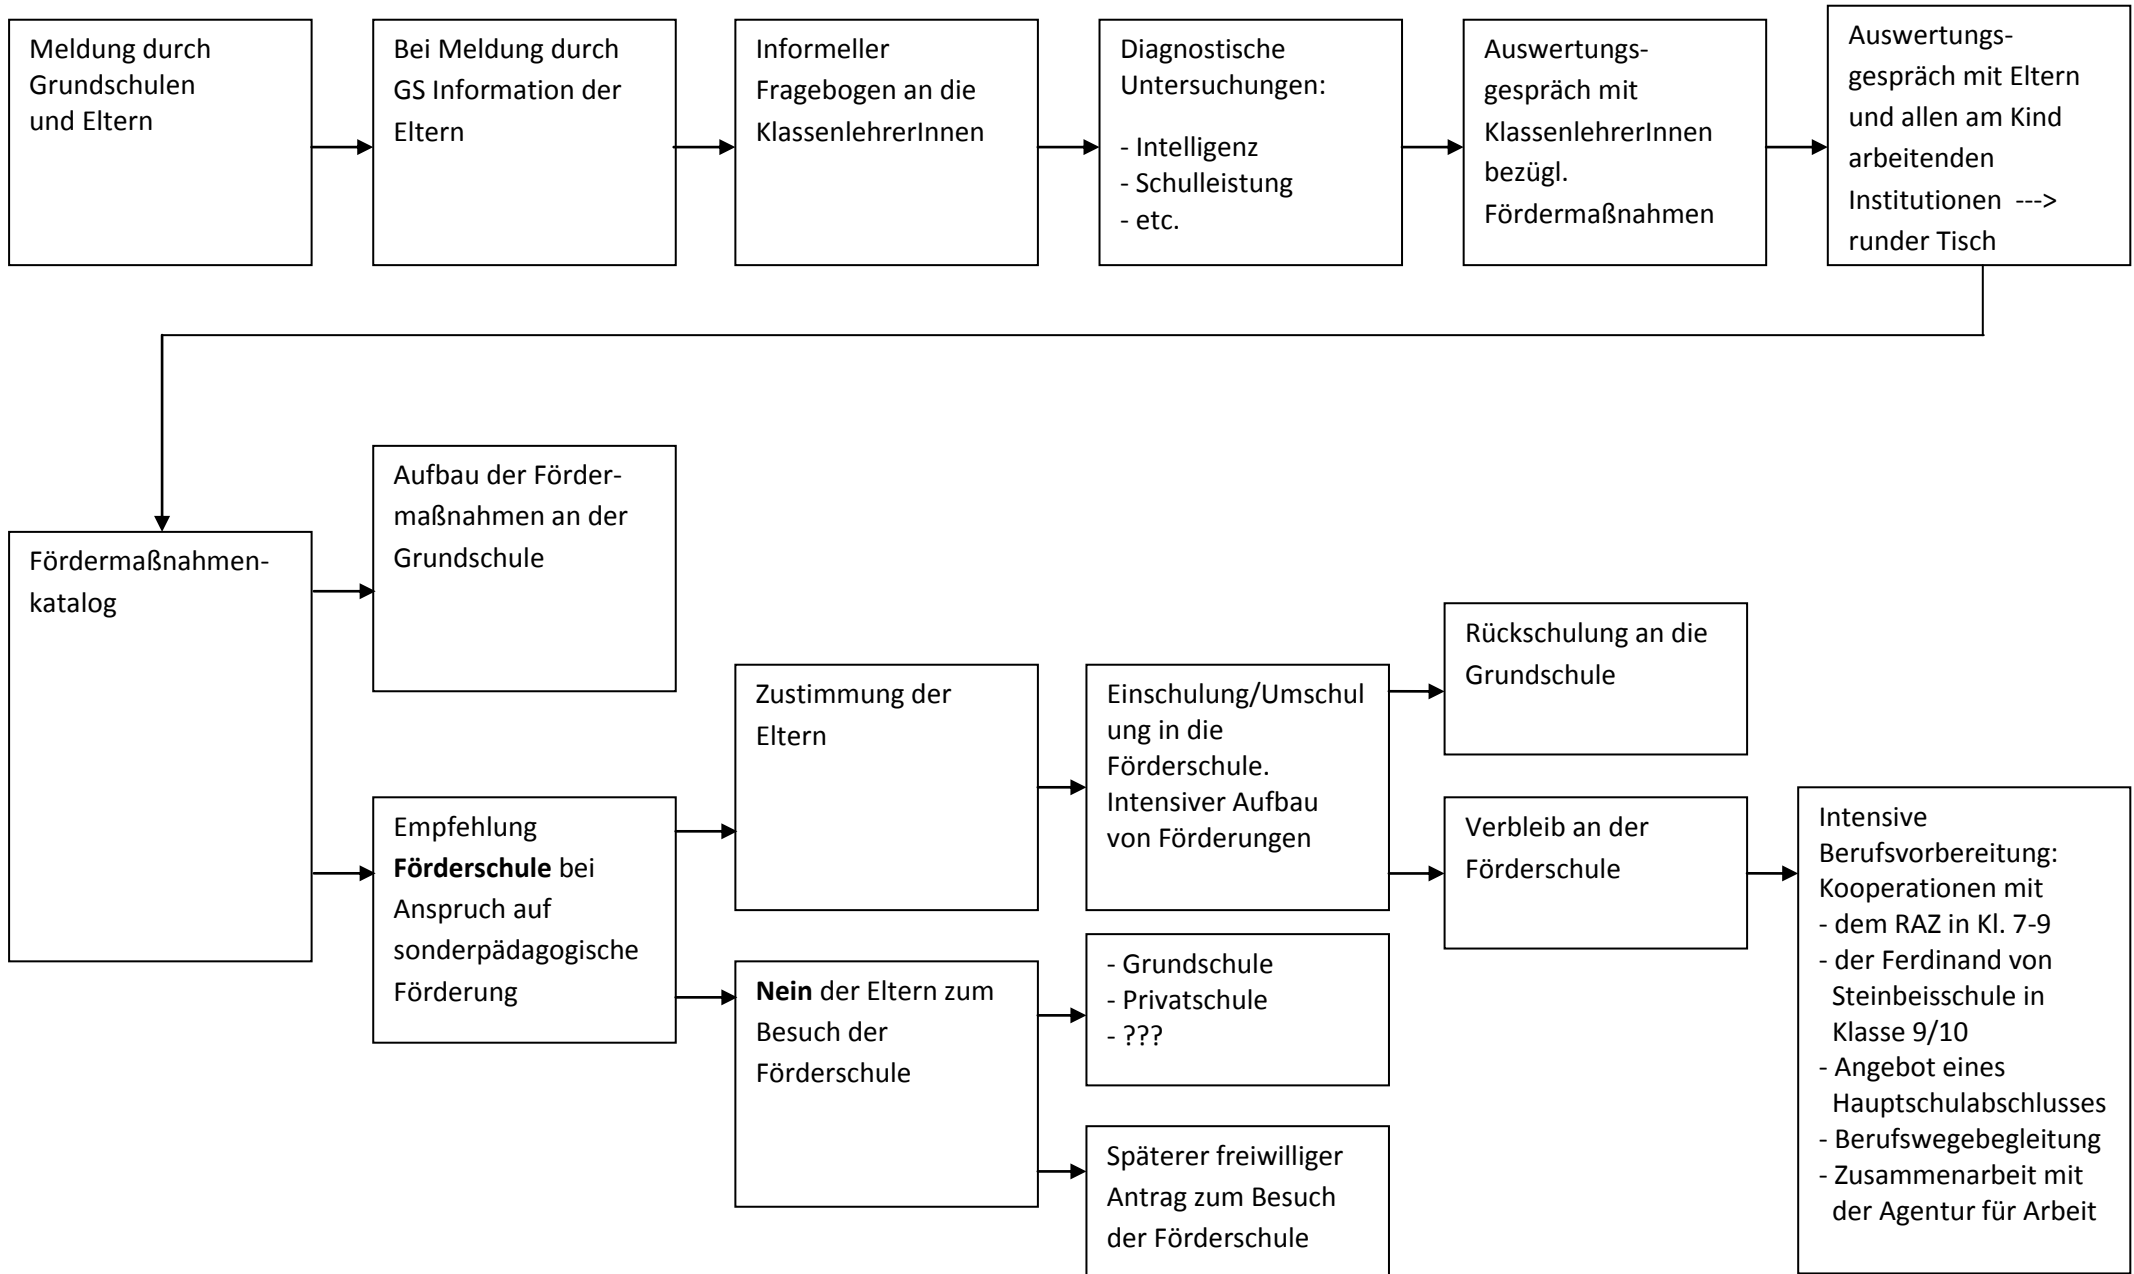 Meldung durch
Grundschulen
und Eltern
Bei Meldung durch
GS Information der
Eltern
Informeller
Fragebogen an die
KlassenlehrerInnen
Diagnostische
Untersuchungen:
- Intelligenz
- Schulleistung
- etc.
Auswertungs-
gespräch mit
KlassenlehrerInnen
bezügl.
Fördermaßnahmen
Auswertungs-
gespräch mit Eltern
und allen am Kind
arbeitenden
Institutionen --->
runder Tisch
Fördermaßnahmen-
katalog
Aufbau der Förder-
maßnahmen an der
Grundschule
Empfehlung
Förderschule bei
Anspruch auf
sonderpädagogische
Förderung
Zustimmung der
Eltern
Nein der Eltern zum
Besuch der
Förderschule
Einschulung/Umschul
ung in die
Förderschule.
Intensiver Aufbau
von Förderungen
- Grundschule
- Privatschule
- ???
Späterer freiwilliger
Antrag zum Besuch
der Förderschule
Rückschulung an die
Grundschule
Verbleib an der
Förderschule
Intensive
Berufsvorbereitung:
Kooperationen mit
- dem RAZ in Kl. 7-9
- der Ferdinand von
Steinbeisschule in
Klasse 9/10
- Angebot eines
Hauptschulabschlusses
- Berufswegebegleitung
- Zusammenarbeit mit
der Agentur für Arbeit